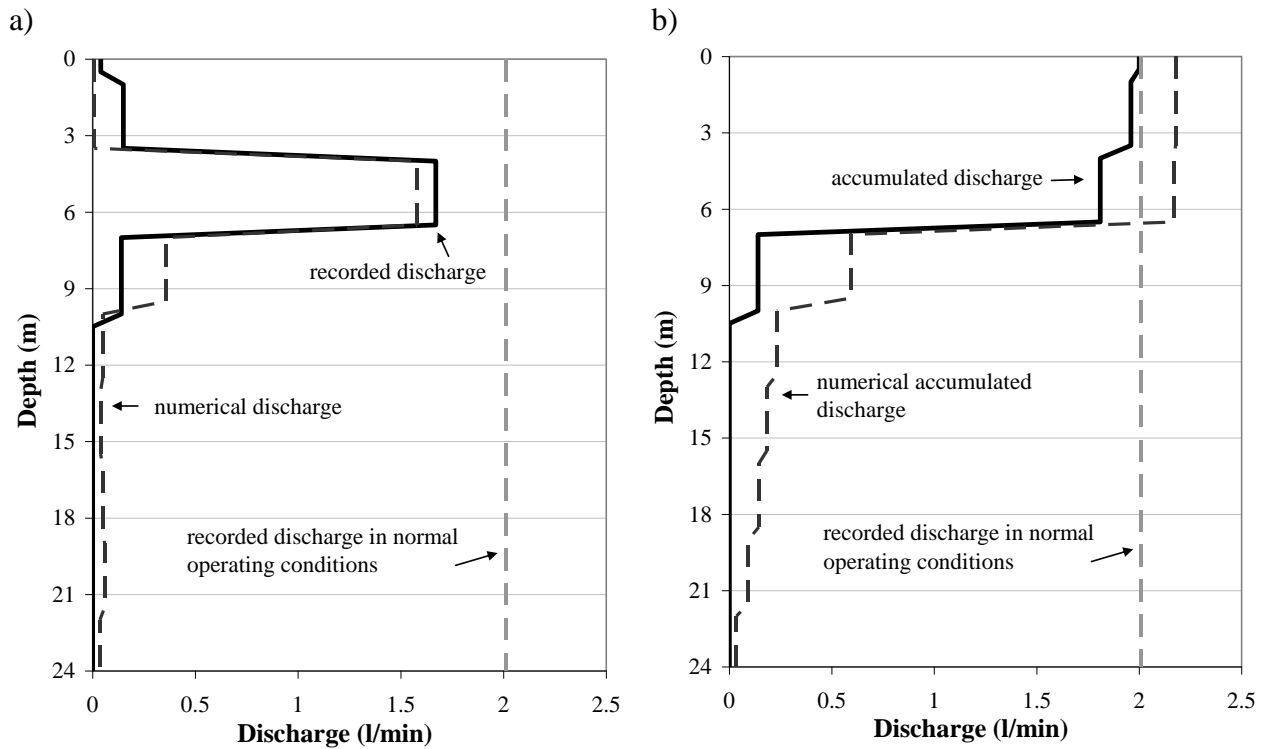 a)
0
3
6
9
12
15
18
21
24
Depth (m)
recorded discharge
numerical discharge
recorded discharge in normal
operating conditions
0
0.5
1
1.5
2
2.5
Discharge (l/min)
b)
0
3
6
9
12
15
18
21
24
Depth (m)
accumulated discharge
numerical accumulated
discharge
recorded discharge in normal
operating conditions
0
0.5
1
1.5
2
2.5
Discharge (l/min)